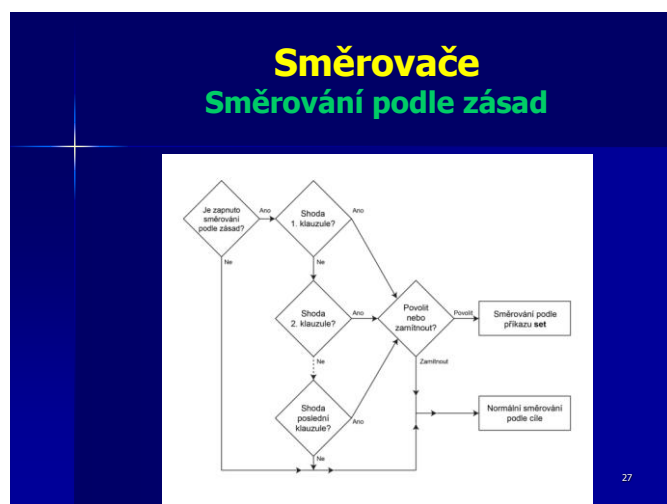 Směrovače
Směrování podle zásad
Je zapnuto
směrování
podle zásad?
Ano
Ne
Shoda
1. klauzule?
Ano
Ne
Shoda
2. klauzule?
Ano
Ne
Shoda
poslední
klauzule?
Ano
Ne
Povolit
nebo
zamítnout?
Povolit
Zamítnout
Směrování podle
příkazu set
Normální směrování
podle cíle
27